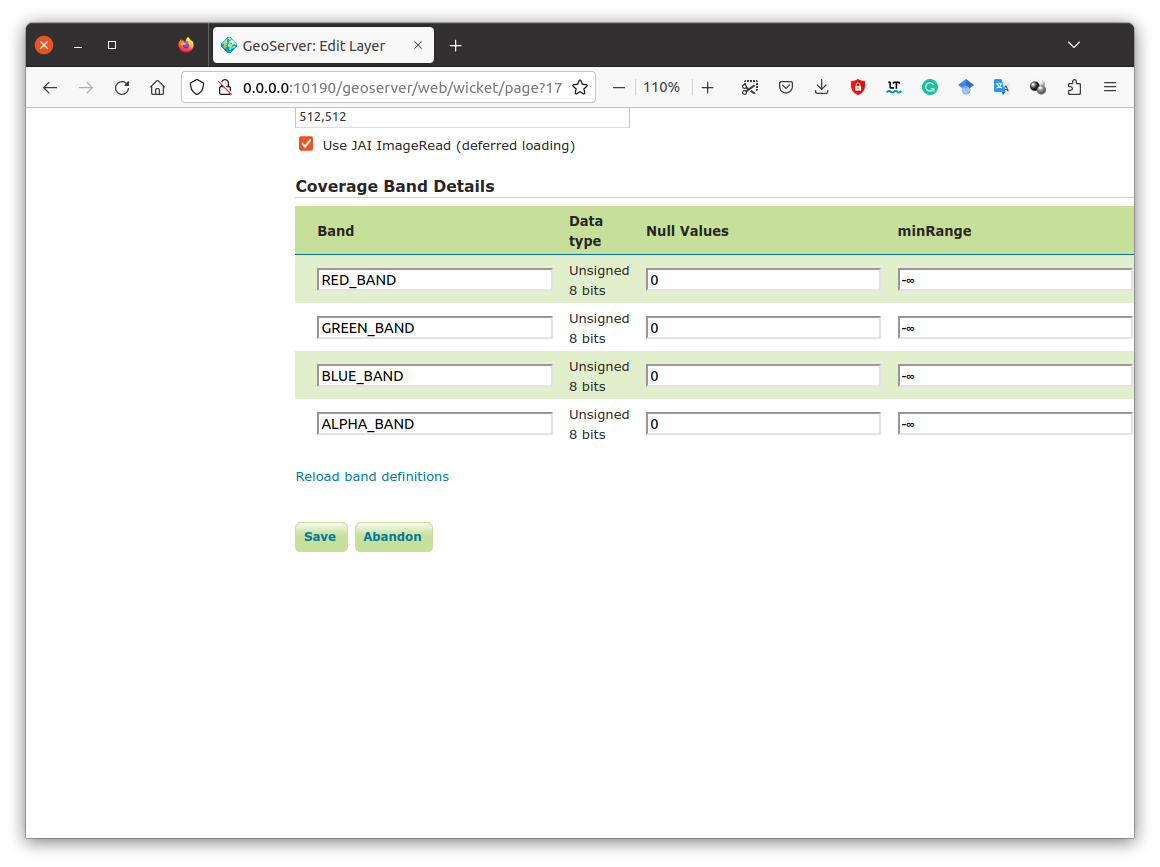 GeoServer: Edit Layer
0.0.0.0:10190/geoserver/web/wicket/page?17
110%
LT
512,512
Use JAI ImageRead (deferred loading)
Coverage Band Details
Band Data type Null Values minRange
RED_BAND Unsigned 8 bits 0 -∞
GREEN_BAND Unsigned 8 bits 0 -∞
BLUE_BAND Unsigned 8 bits 0 -∞
ALPHA_BAND Unsigned 8 bits 0 -∞
Reload band definitions
Save Abandon